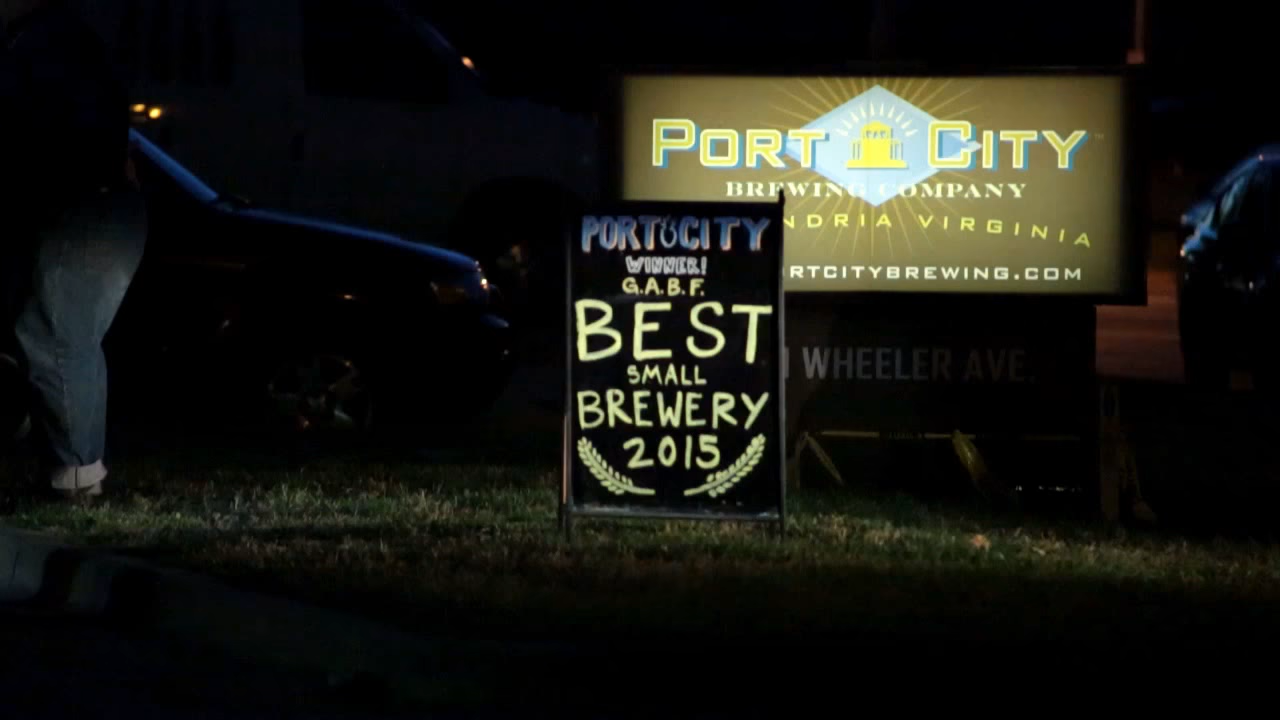 PORT CITY
BREWING COMPANY
NDRIA VIRGINIA
RTCITYBREWING.COM
WHEELER AVE.
PORT CITY
WINNER!
G.A.B.F.
BEST
SMALL
BREWERY
2015